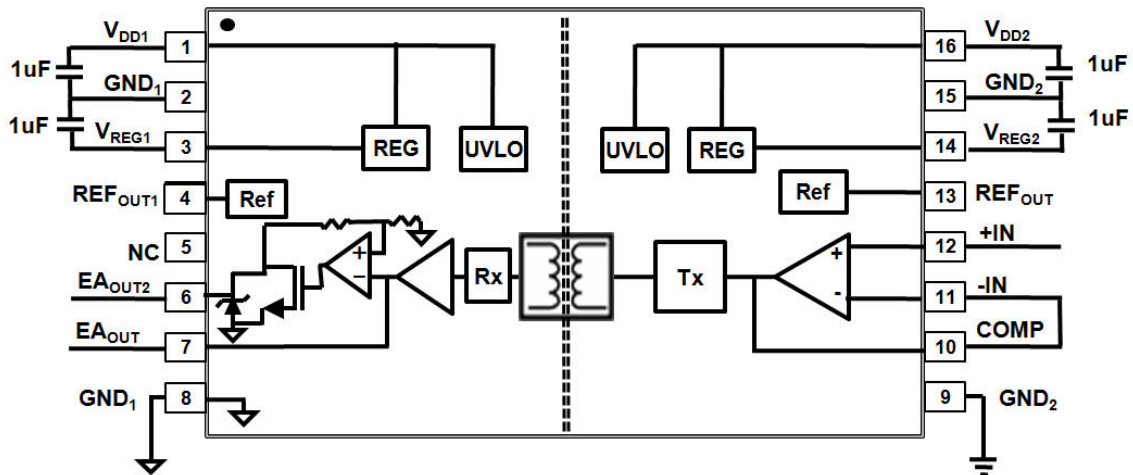 VDD1
1
1uF
GND1
2
1uF
VREG1
3
REG
UVLO
REFOUT1
4
Ref
NC
5
EAOUT2
6
+
−
Rx
EAOUT
7
GND1
8
VDD2
16
1uF
GND2
15
1uF
VREG2
14
UVLO
REG
Ref
13
REFOUT
12
+IN
+
Tx
-
11
-IN
COMP
10
9
GND2